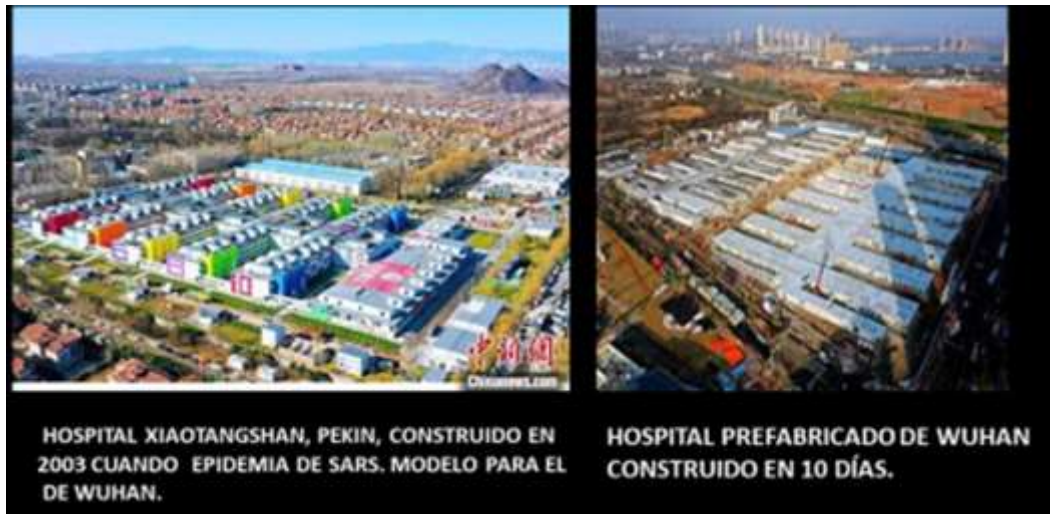 中新网
Chinanews.com
HOSPITAL XIAOTANGSHAN, PEKIN, CONSTRUIDO EN
2003 CUANDO EPIDEMIA DE SARS. MODELO PARA EL
DE WUHAN.
HOSPITAL PREFABRICADO DE WUHAN
CONSTRUIDO EN 10 DÍAS.